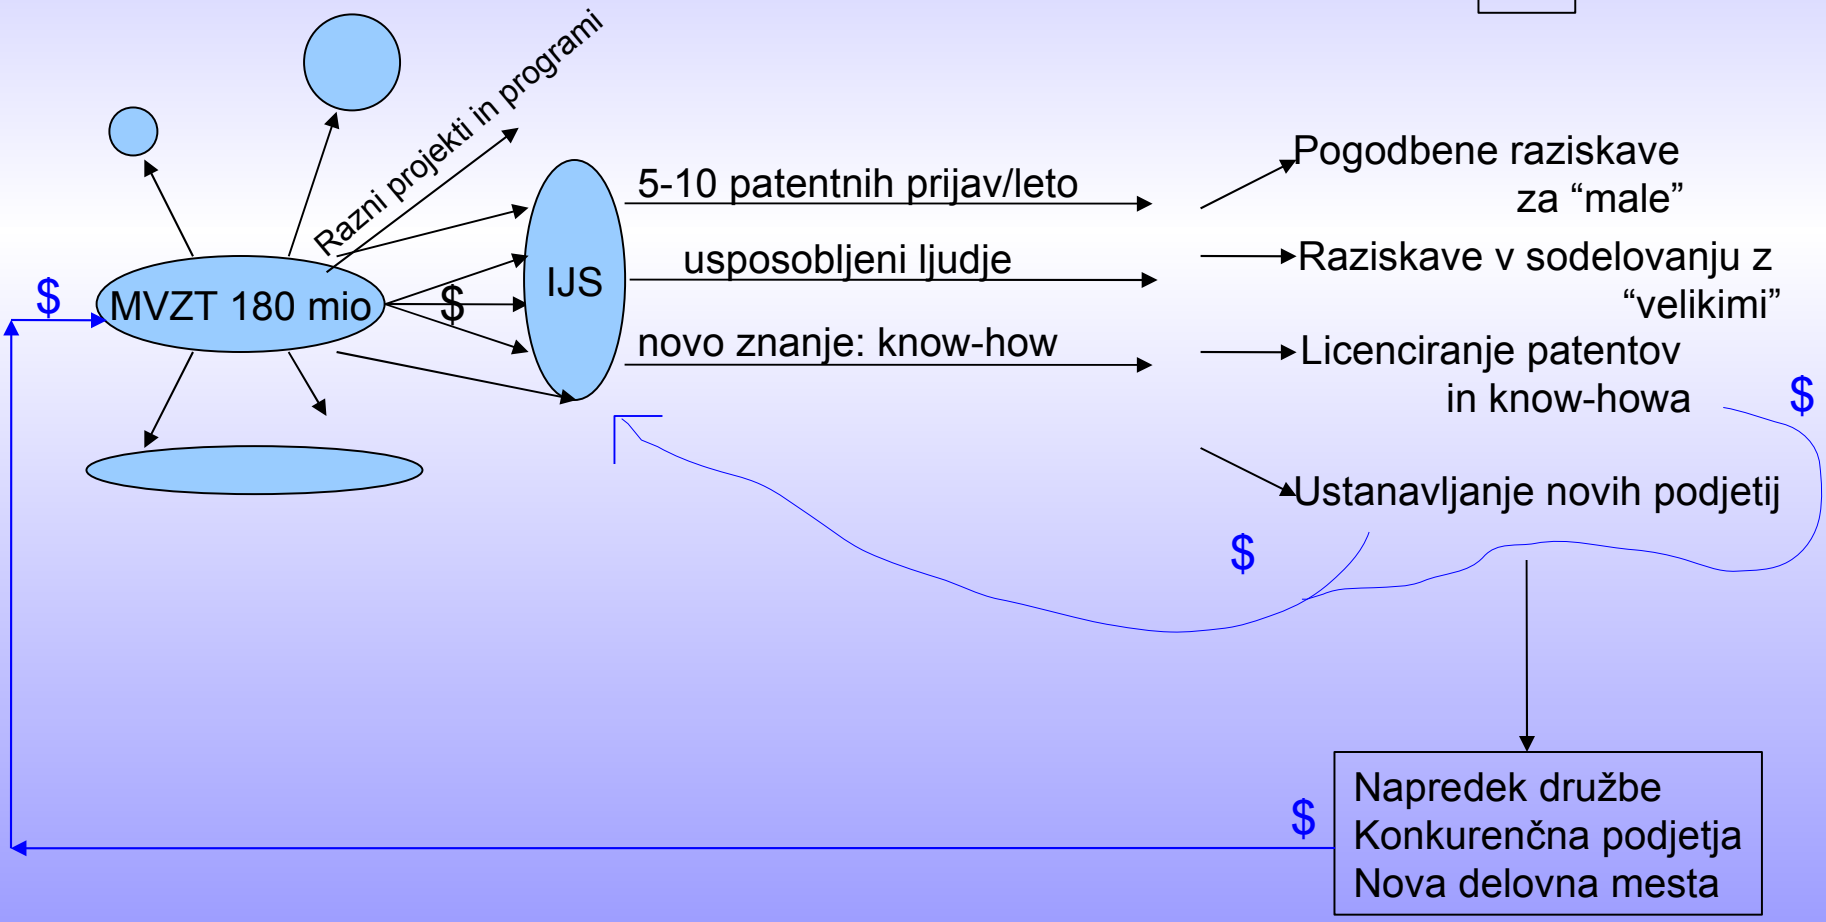 Razni projekti in programi
$
MVZT 180 mio
$
IJS
5-10 patentnih prijav/leto
usposobljeni ljudje
novo znanje: know-how
Pogodbene raziskave
za “male”
Raziskave v sodelovanju z
“velikimi”
Licenciranje patentov
in know-howa
$
Ustanavljanje novih podjetij
$
$
Napredek družbe
Konkurenčna podjetja
Nova delovna mesta